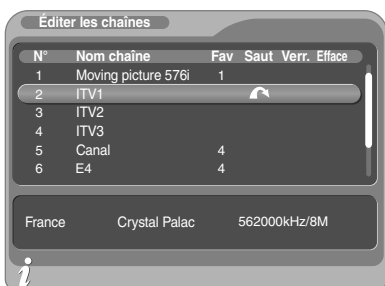 Éditer les chaînes
N° Nom chaîne Fav Saut Verr. Efface
1 Moving picture 576i 1
2 ITV1
3 ITV2
4 ITV3
5 Canal 4
6 E4 4
France Crystal Palac 562000kHz/8M
i